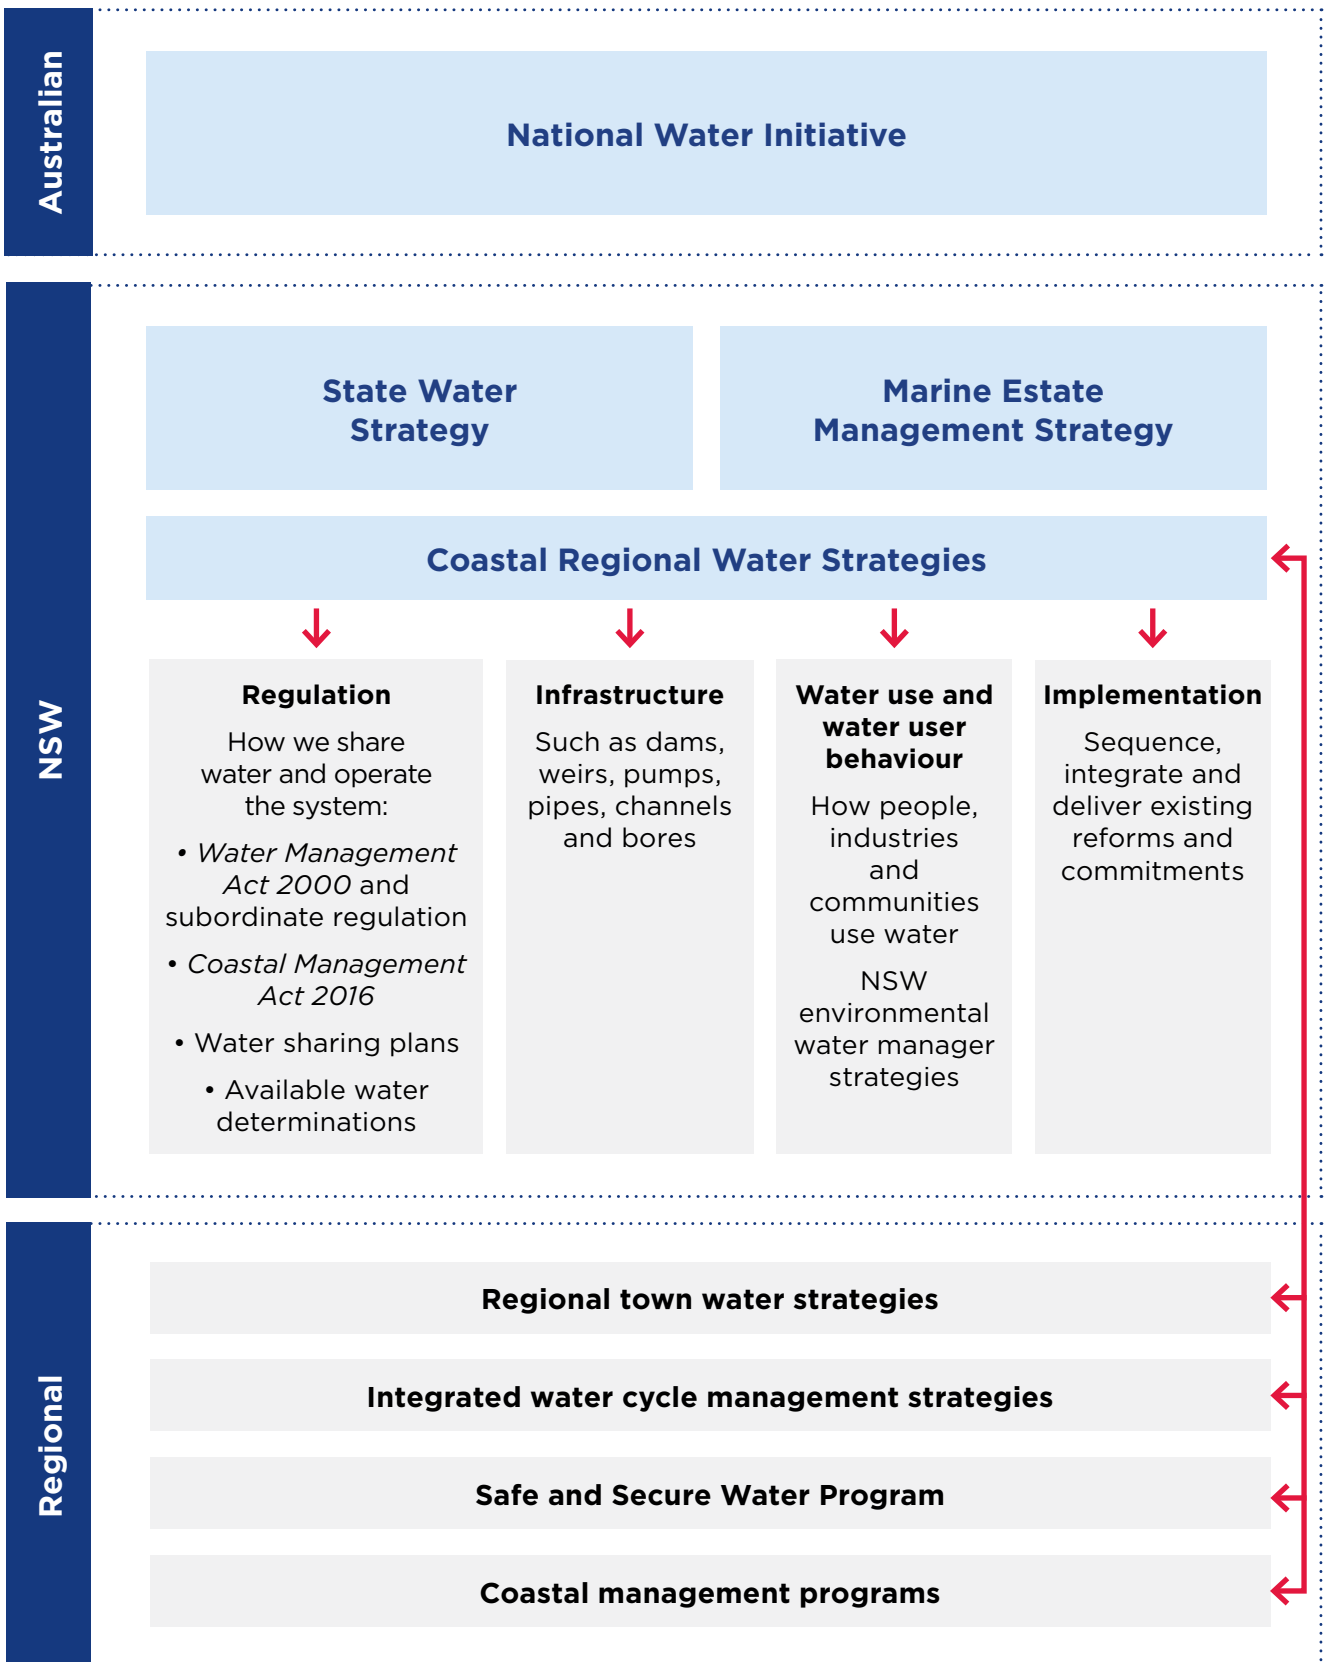 Australian
National Water Initiative
NSW
State Water
Strategy
Marine Estate
Management Strategy
Coastal Regional Water Strategies
Regulation
How we share
water and operate
the system:
• Water Management
Act 2000 and
subordinate regulation
• Coastal Management
Act 2016
• Water sharing plans
• Available water
determinations
Infrastructure
Such as dams,
weirs, pumps,
pipes, channels
and bores
Water use and
water user
behaviour
How people,
industries
and
communities
use water
NSW
environmental
water manager
strategies
Implementation
Sequence,
integrate and
deliver existing
reforms and
commitments
Regional
Regional town water strategies
Integrated water cycle management strategies
Safe and Secure Water Program
Coastal management programs